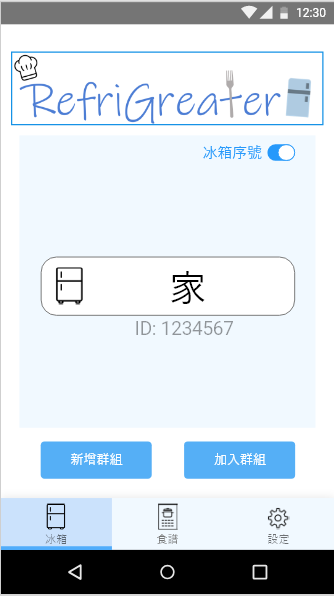 12:30
RefriGreater
冰箱序號
家
ID: 1234567
新增群組 加入群組
冰箱 食譜 設定